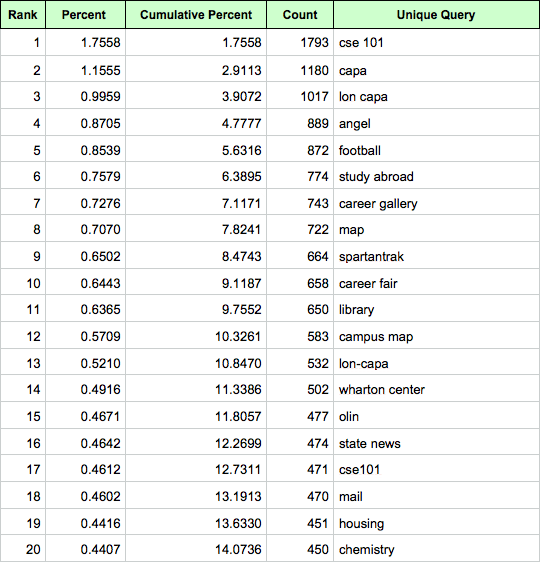 Rank Percent Cumulative Percent Count Unique Query
1 1.7558 1.7558 1793 cse 101
2 1.1555 2.9113 1180 capa
3 0.9959 3.9072 1017 lon capa
4 0.8705 4.7777 889 angel
5 0.8539 5.6316 872 football
6 0.7579 6.3895 774 study abroad
7 0.7276 7.1171 743 career gallery
8 0.7070 7.8241 722 map
9 0.6502 8.4743 664 spartantrak
10 0.6443 9.1187 658 career fair
11 0.6365 9.7552 650 library
12 0.5709 10.3261 583 campus map
13 0.5210 10.8470 532 lon-capa
14 0.4916 11.3386 502 wharton center
15 0.4671 11.8057 477 olin
16 0.4642 12.2699 474 state news
17 0.4612 12.7311 471 cse101
18 0.4602 13.1913 470 mail
19 0.4416 13.6330 451 housing
20 0.4407 14.0736 450 chemistry